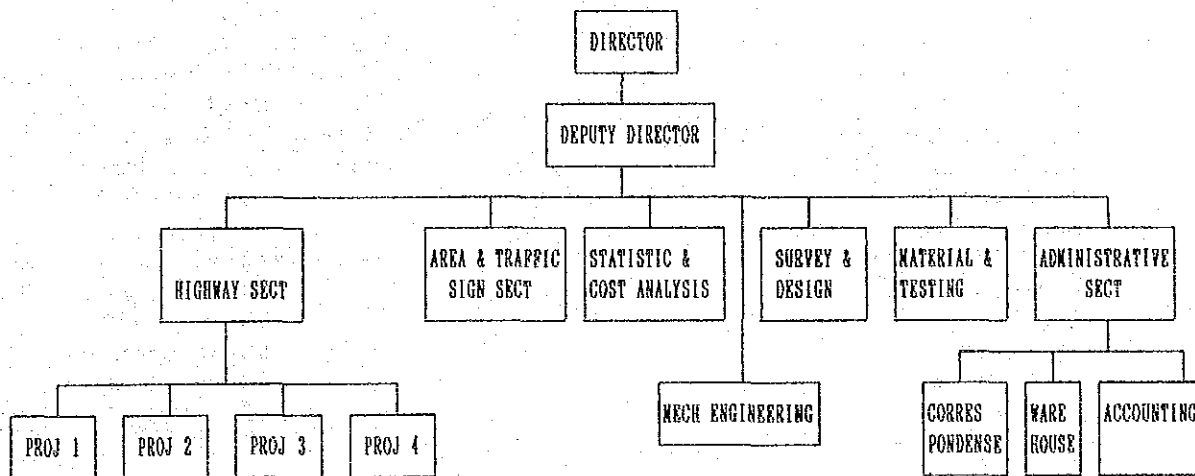 DIRECTOR
DEPUTY DIRECTOR
HIGHWAY SECT
AREA & TRAFFIC
SIGN SECT
STATISTIC &
COST ANALYSIS
SURVEY &
DESIGN
MATERIAL &
TESTING
ADMINISTRATIVE
SECT
MECH ENGINEERING
PROJ 1
PROJ 2
PROJ 3
PROJ 4
CORRES
PONDENSE
WARE
HOUSE
ACCOUNTING